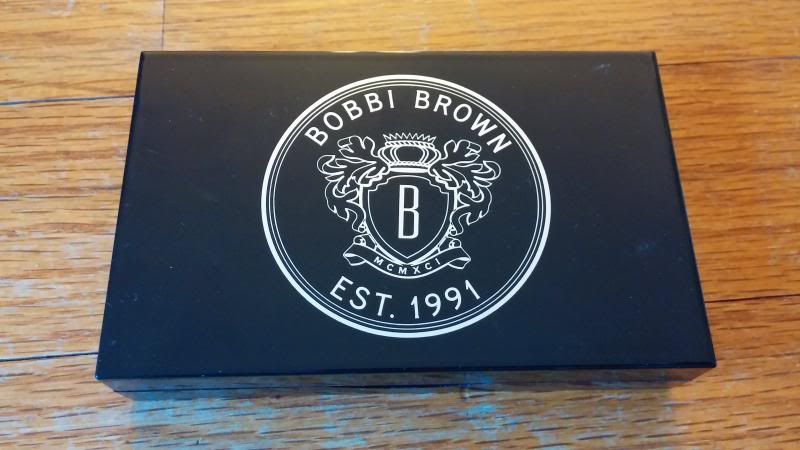 BOBBI BROWN
B
MCMXCI
EST. 1991